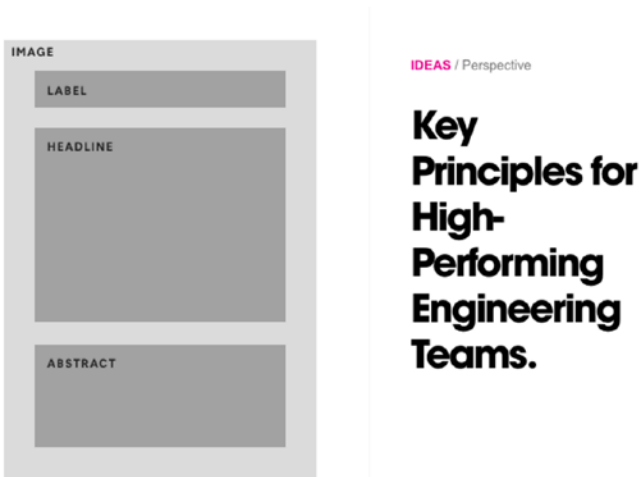 IMAGE
LABEL
HEADLINE
ABSTRACT
IDEAS / Perspective
Key
Principles for
High-
Performing
Engineering
Teams.